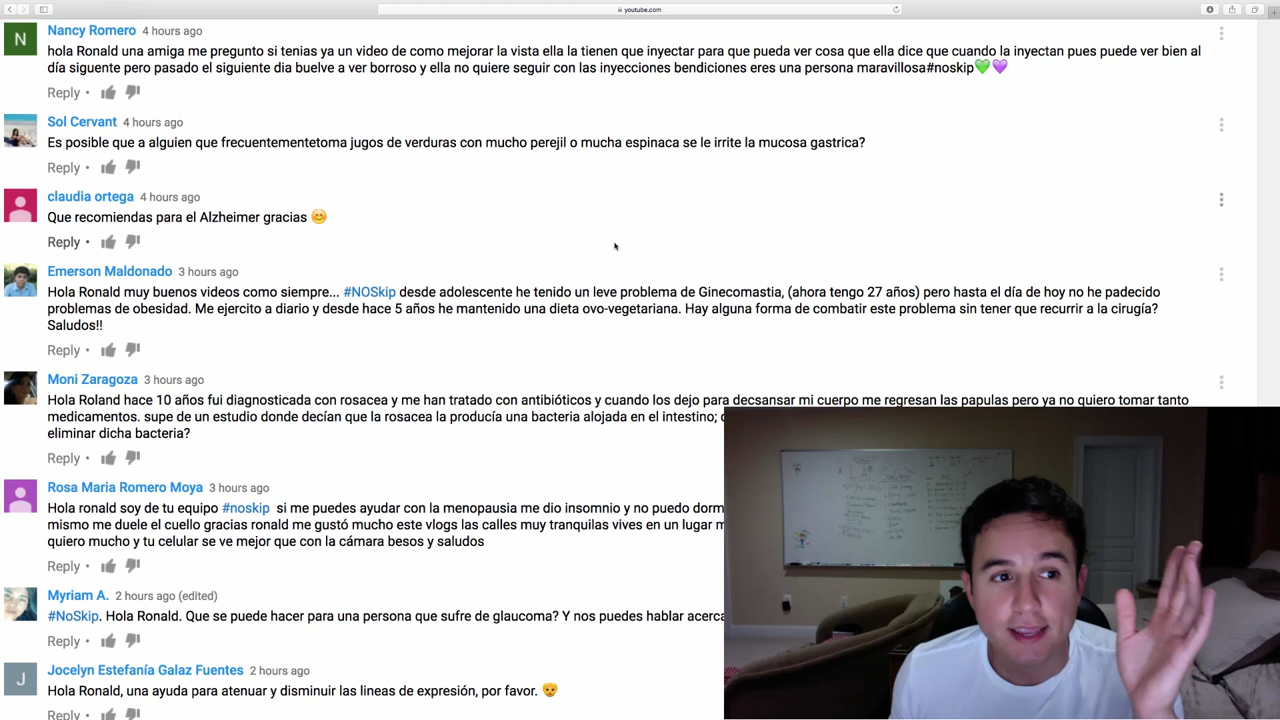 youtube.com
N
Nancy Romero 4 hours ago
hola Ronald una amiga me pregunto si tenias ya un video de como mejorar la vista ella la tienen que inyectar para que pueda ver cosa que ella dice que cuando la inyectan pues puede ver bien al
día siguente pero pasado el siguiente dia buelve a ver borroso y ella no quiere seguir con las inyecciones bendiciones eres una persona maravillosa#noskip💚💜
Reply •
Sol Cervant 4 hours ago
Es posible que a alguien que frecuentementetoma jugos de verduras con mucho perejil o mucha espinaca se le irrite la mucosa gastrica?
Reply •
claudia ortega 4 hours ago
Que recomiendas para el Alzheimer gracias 😊
Reply •
Emerson Maldonado 3 hours ago
Hola Ronald muy buenos videos como siempre... #NOSkip desde adolescente he tenido un leve problema de Ginecomastia, (ahora tengo 27 años) pero hasta el día de hoy no he padecido
problemas de obesidad. Me ejercito a diario y desde hace 5 años he mantenido una dieta ovo-vegetariana. Hay alguna forma de combatir este problema sin tener que recurrir a la cirugía?
Saludos!!
Reply •
Moni Zaragoza 3 hours ago
Hola Roland hace 10 años fui diagnosticada con rosacea y me han tratado con antibióticos y cuando los dejo para decsansar mi cuerpo me regresan las papulas pero ya no quiero tomar tanto
medicamentos. supe de un estudio donde decían que la rosacea la producía una bacteria alojada en el intestino;
eliminar dicha bacteria?
Reply •
Rosa Maria Romero Moya 3 hours ago
Hola ronald soy de tu equipo #noskip si me puedes ayudar con la menopausia me dio insomnio y no puedo dorm
mismo me duele el cuello gracias ronald me gustó mucho este vlogs las calles muy tranquilas vives en un lugar m
quiero mucho y tu celular se ve mejor que con la cámara besos y saludos
Reply •
Myriam A. 2 hours ago (edited)
#NoSkip. Hola Ronald. Que se puede hacer para una persona que sufre de glaucoma? Y nos puedes hablar acerca
Reply •
J
Jocelyn Estefanía Galaz Fuentes 2 hours ago
Hola Ronald, una ayuda para atenuar y disminuir las lineas de expresión, por favor.
Reply •